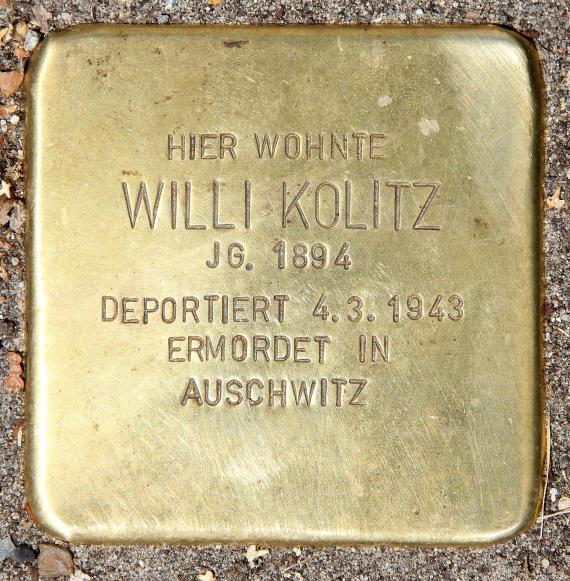 HIER WOHNTE
WILLI KOLITZ
JG. 1894
DEPORTIERT 4.3.1943
ERMORDET IN
AUSCHWITZ